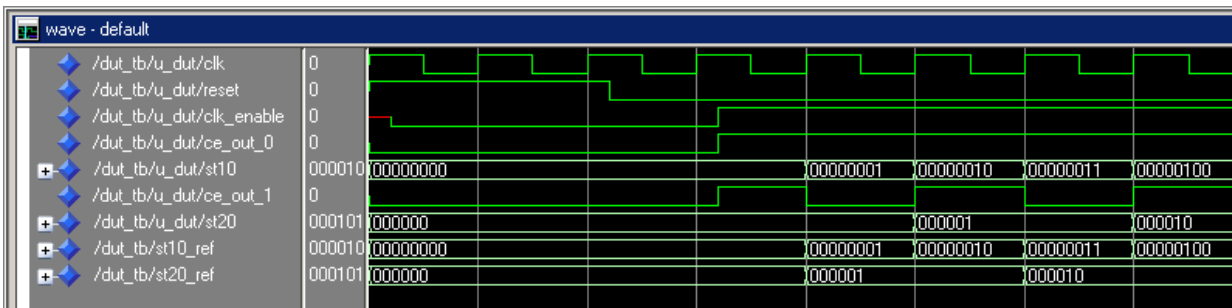 wave - default
/dut_tb/u_dut/clk 0
/dut_tb/u_dut/reset 0
/dut_tb/u_dut/clk_enable 0
/dut_tb/u_dut/ce_out_0 0
/dut_tb/u_dut/st10 000010 00000000 00000001 00000010 00000011 00000100
/dut_tb/u_dut/ce_out_1 0
/dut_tb/u_dut/st20 000101 000000 000001 000010
/dut_tb/st10_ref 000010 00000000 00000001 00000010 00000011 00000100
/dut_tb/st20_ref 000101 000000 000001 000010